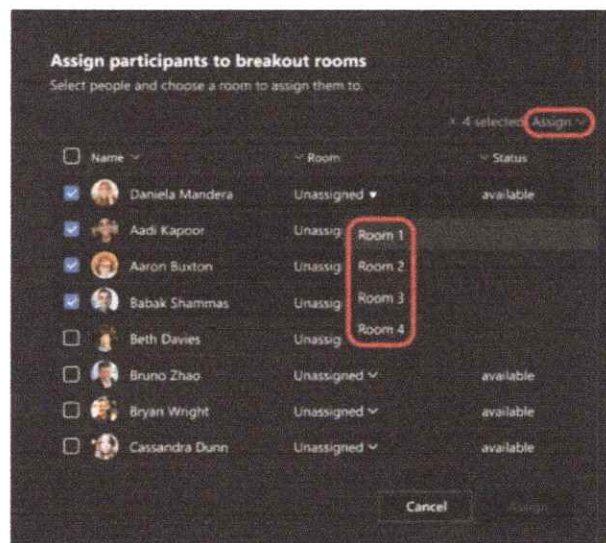 Assign participants to breakout rooms
Select people and choose a room to assign them to.
× 4 selected Assign
Name Room Status
Daniela Mandera Unassigned available
Aadi Kapoor Unassig Room 1
Aaron Buxton Unassig Room 2
Babak Shammas Unassig Room 3
Beth Davies Unassig Room 4
Bruno Zhao Unassigned available
Bryan Wright Unassigned available
Cassandra Dunn Unassigned available
Cancel Assign